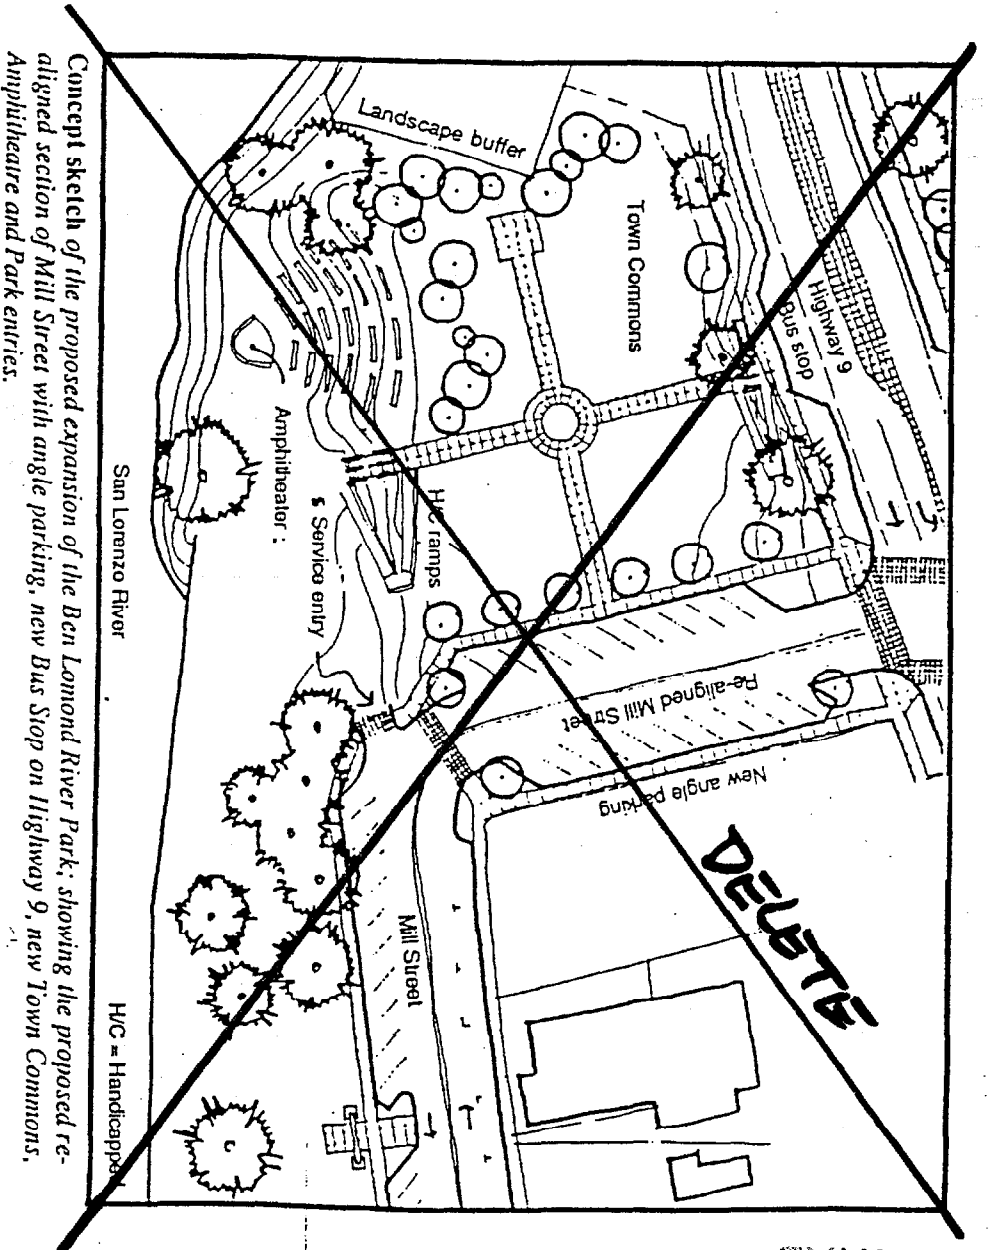 Landscape buffer
Town Commons
Highway 9
Bus stop
Amphitheater :
H/C ramps
s Service entry
San Lorenzo River
Re-aligned Mill Street
New angle parking
DELETE
Mill Street
H/C = Handicapped
Concept sketch of the proposed expansion of the Ben Lomond River Park; showing the proposed re-
aligned section of Mill Street with angle parking, new Bus Stop on Highway 9, new Town Commons,
Amphitheatre and Park entries.